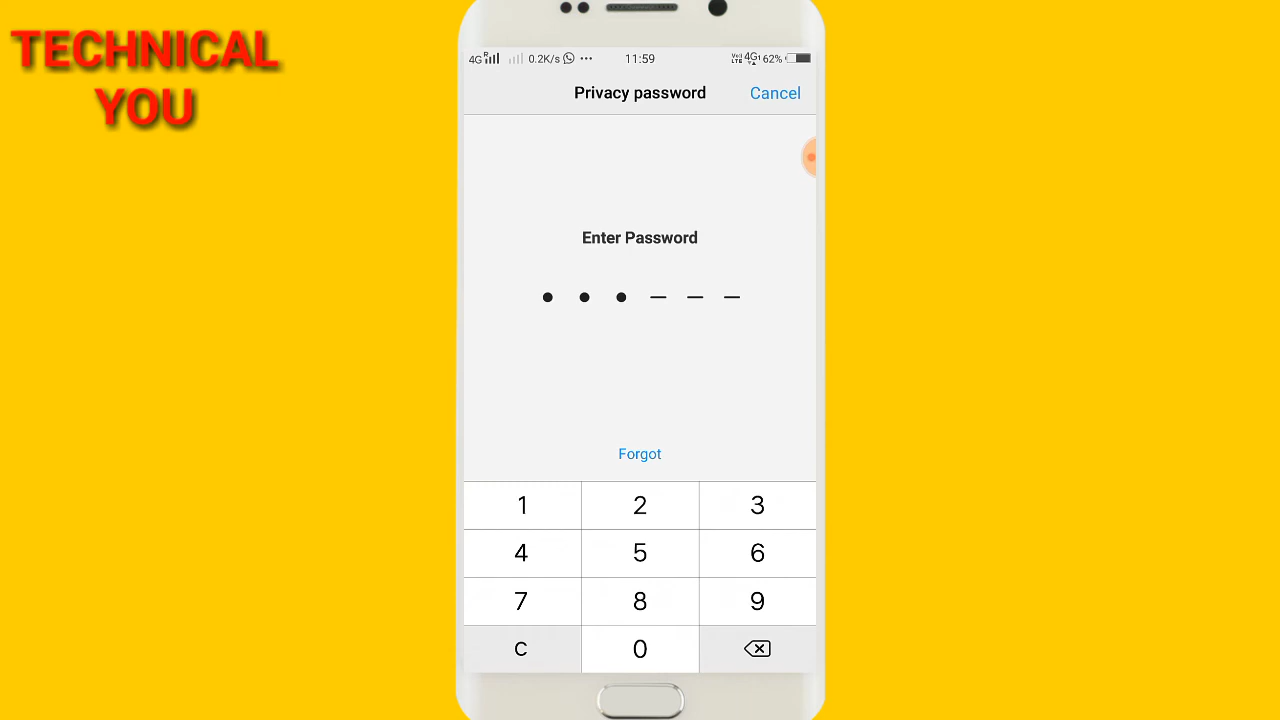 TECHNICAL
YOU
4G R 0.2K/s ... 11:59 4G 62%
Privacy password Cancel
Enter Password
Forgot
1 2 3
4 5 6
7 8 9
C 0